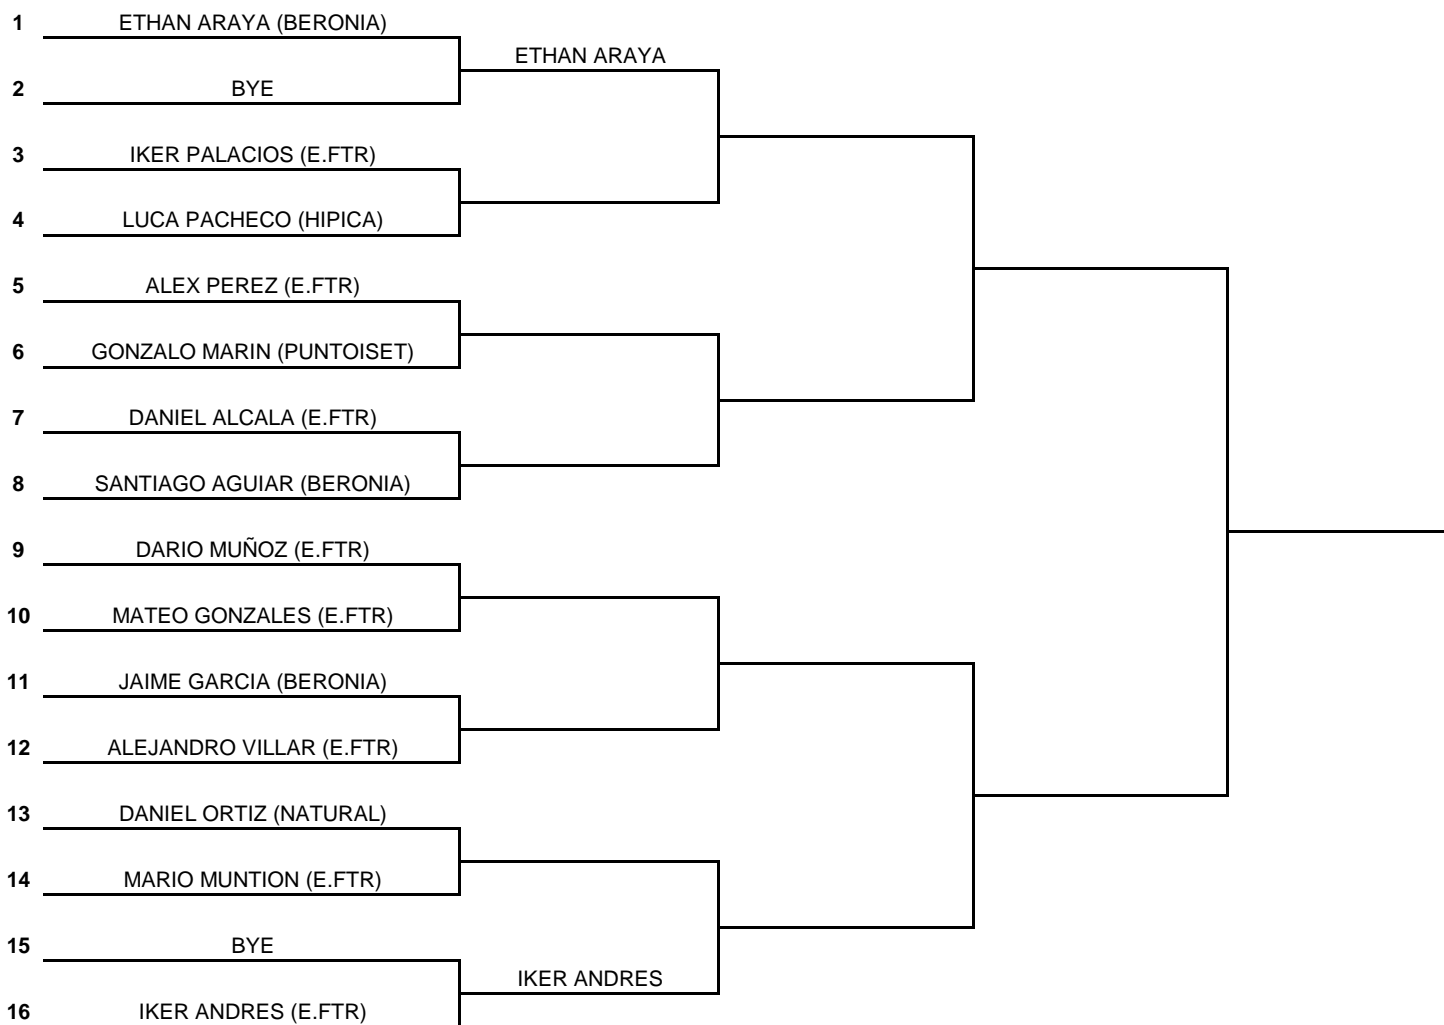 1 ETHAN ARAYA (BERONIA)
ETHAN ARAYA
2 BYE
3 IKER PALACIOS (E.FTR)
4 LUCA PACHECO (HIPICA)
5 ALEX PEREZ (E.FTR)
6 GONZALO MARIN (PUNTOISET)
7 DANIEL ALCALA (E.FTR)
8 SANTIAGO AGUIAR (BERONIA)
9 DARIO MUÑOZ (E.FTR)
10 MATEO GONZALES (E.FTR)
11 JAIME GARCIA (BERONIA)
12 ALEJANDRO VILLAR (E.FTR)
13 DANIEL ORTIZ (NATURAL)
14 MARIO MUNTION (E.FTR)
15 BYE
IKER ANDRES
16 IKER ANDRES (E.FTR)